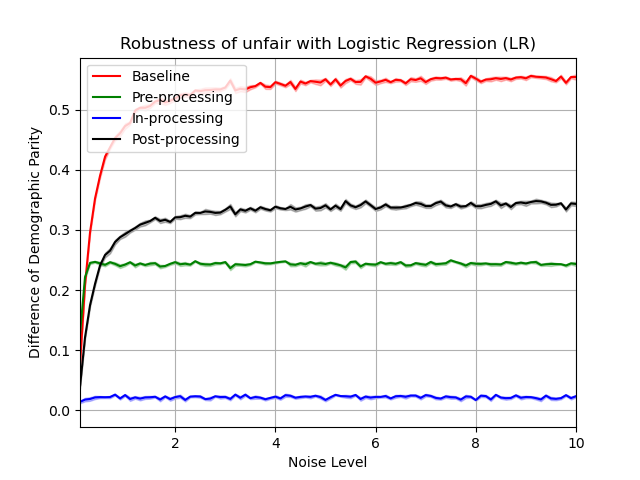 Robustness of unfair with Logistic Regression (LR)
Baseline
Pre-processing
In-processing
Post-processing
Difference of Demographic Parity
0.5
0.4
0.3
0.2
0.1
0.0
2 4 6 8 10
Noise Level